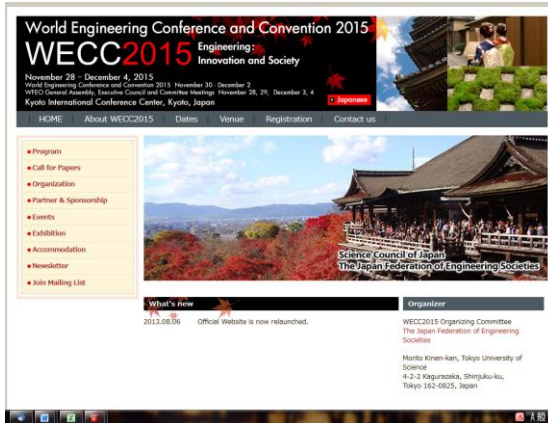 World Engineering Conference and Convention 2015
WECC2015
Engineering:
Innovation and Society
November 28 - December 4, 2015
World Engineering Conference and Convention 2015 November 30 - December 2
WFEO General Assembly, Executive Council and Committee Meetings November 28, 29, December 3, 4
Kyoto International Conference Center, Kyoto, Japan
Japanese
HOME About WECC2015 Dates Venue Registration Contact us
Program
Call for Papers
Organization
Partner & Sponsorship
Events
Exhibition
Accommodation
Newsletter
Join Mailing List
Science Council of Japan
The Japan Federation of Engineering Societies
What's new
2013.08.06 Official Website is now relaunched.
Organizer
WECC2015 Organizing Committee
The Japan Federation of Engineering
Societies
Morito Kinen-kan, Tokyo University of
Science
4-2-2 Kagurazaka, Shinjuku-ku,
Tokyo 162-0825, Japan
A 般